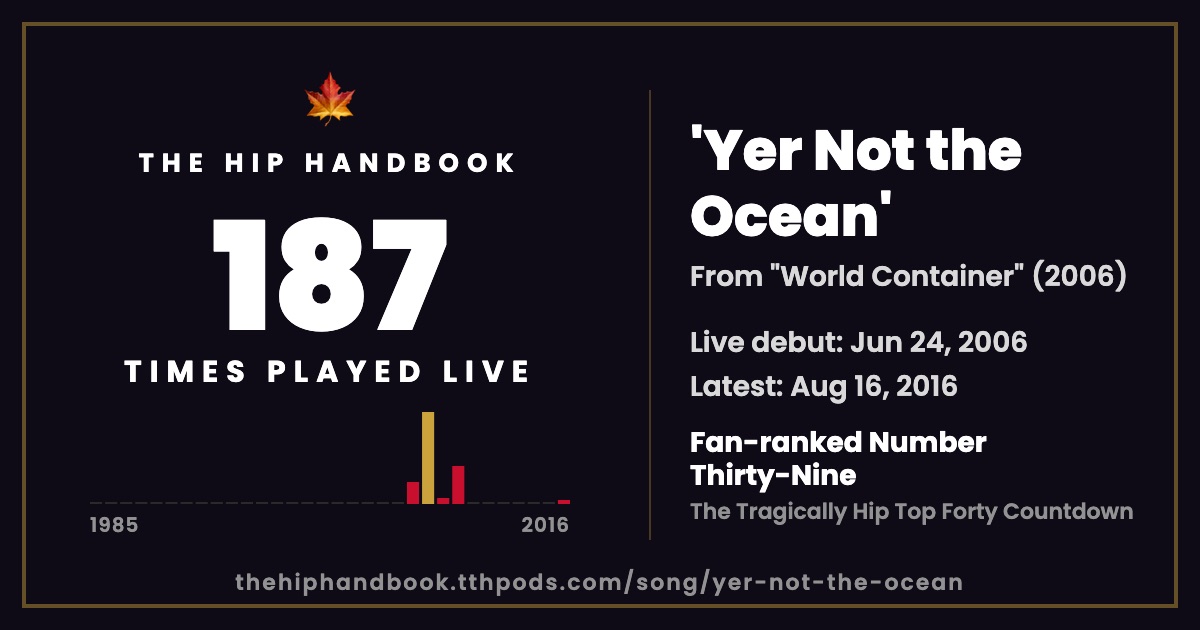 THE HIP HANDBOOK
187
TIMES PLAYED LIVE
1985
2016
'Yer Not the
Ocean'
From "World Container" (2006)
Live debut: Jun 24, 2006
Latest: Aug 16, 2016
Fan-ranked Number
Thirty-Nine
The Tragically Hip Top Forty Countdown
thehiphandbook.tthpods.com/song/yer-not-the-ocean